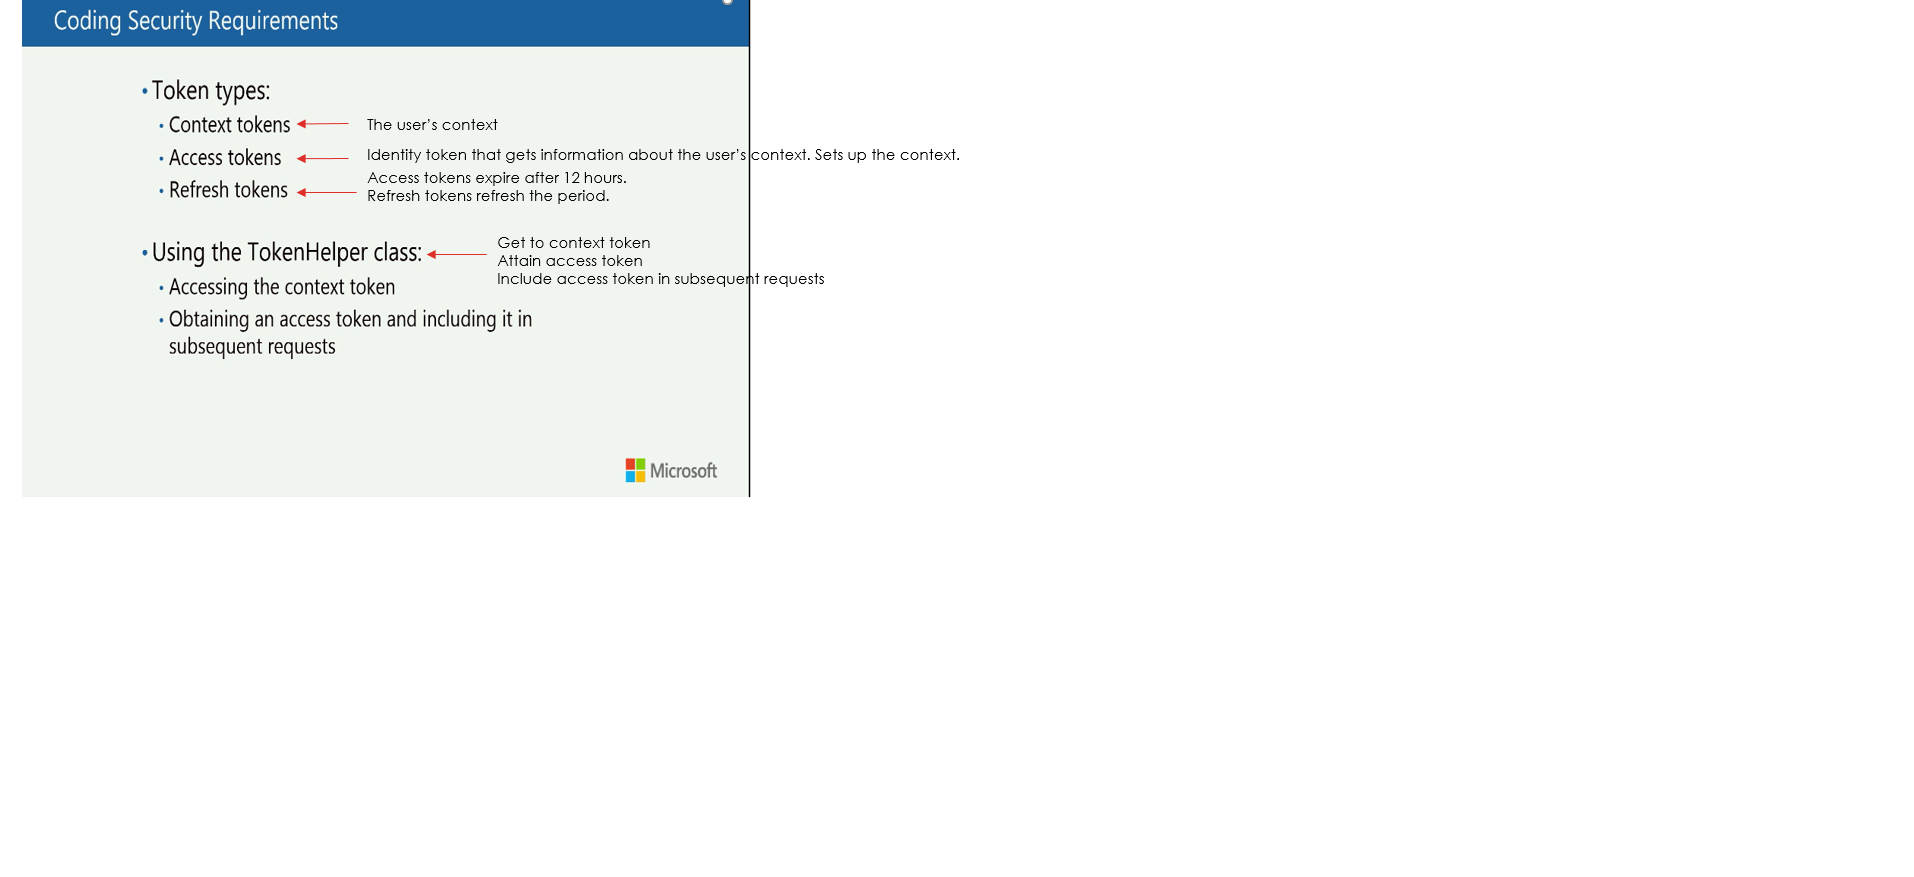 Coding Security Requirements
• Token types:
• Context tokens
The user’s context
• Access tokens
Identity token that gets information about the user’s context. Sets up the context.
• Refresh tokens
Access tokens expire after 12 hours.
Refresh tokens refresh the period.
• Using the TokenHelper class:
Get to context token
Attain access token
Include access token in subsequent requests
• Accessing the context token
• Obtaining an access token and including it in
subsequent requests
Microsoft